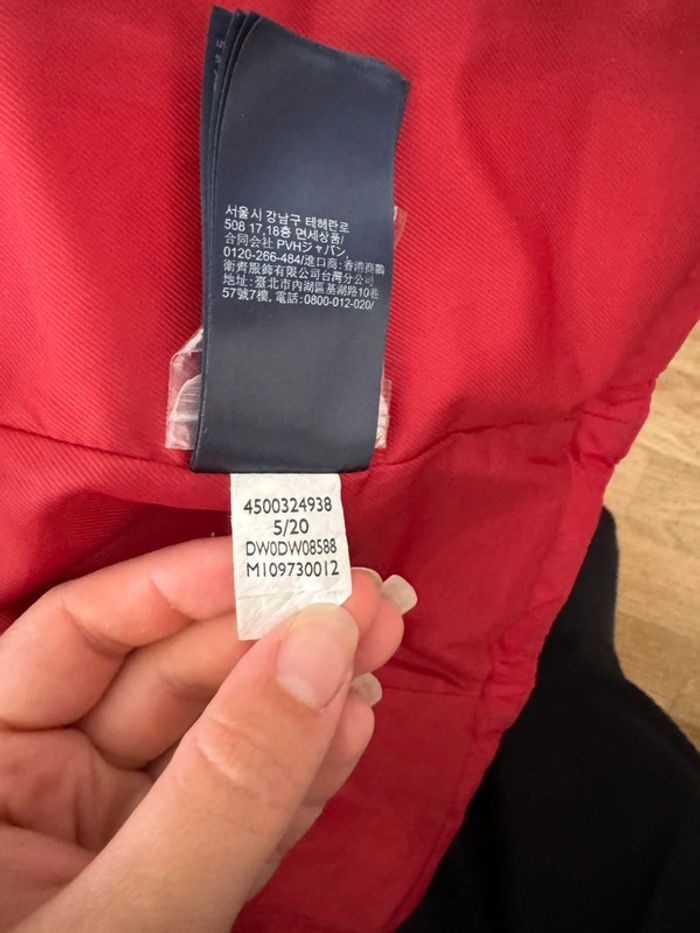 서울시 강남구 테헤란로
508 17,18층 면세상품/
合同会社 PVHジャパン,
0120-266-484/進口商:香港商鵬
衛齊服飾有限公司台灣分公司
地址:臺北市內湖區基湖路10巷
57號7樓, 電話:0800-012-020/
4500324938
5/20
DW0DW08588
M109730012